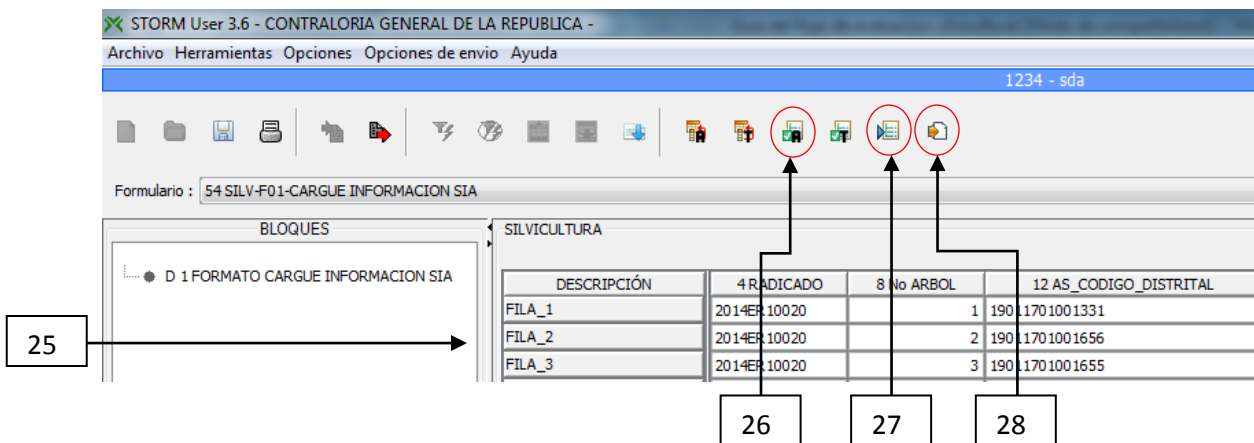 STORM User 3.6 - CONTRALORIA GENERAL DE LA REPUBLICA -
Archivo Herramientas Opciones Opciones de envio Ayuda
1234 - sda
Formulario : 54 SILV-F01-CARGUE INFORMACION SIA
BLOQUES
D 1 FORMATO CARGUE INFORMACION SIA
SILVICULTURA
DESCRIPCIÓN 4 RADICADO 8 No ARBOL 12 AS_CODIGO_DISTRITAL
FILA_1 2014ER10020 1 19011701001331
FILA_2 2014ER10020 2 19011701001656
FILA_3 2014ER10020 3 19011701001655
25
26 27 28